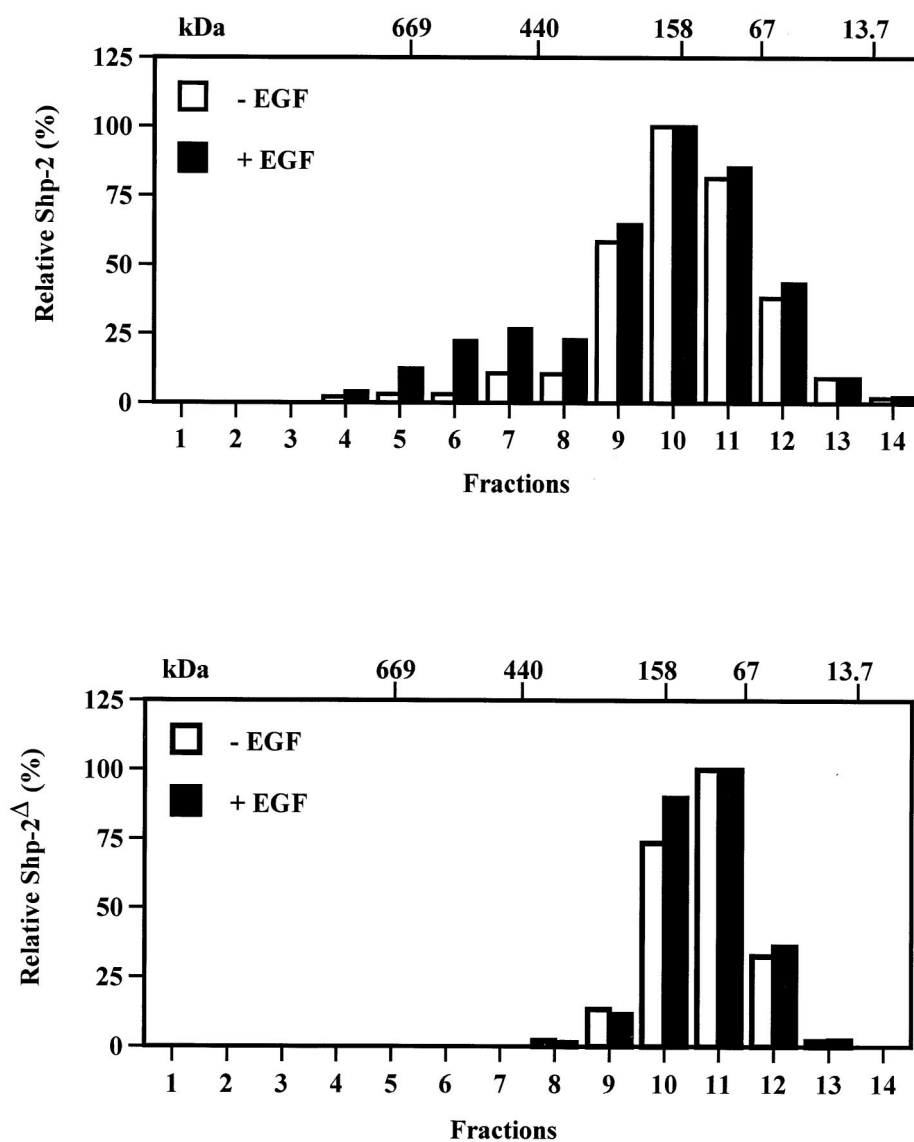 kDa 669 440 158 67 13.7
125
100
75
50
25
0
Relative Shp-2 (%)
- EGF
+ EGF
1 2 3 4 5 6 7 8 9 10 11 12 13 14
Fractions
kDa 669 440 158 67 13.7
125
100
75
50
25
0
Relative Shp-2Δ (%)
- EGF
+ EGF
1 2 3 4 5 6 7 8 9 10 11 12 13 14
Fractions